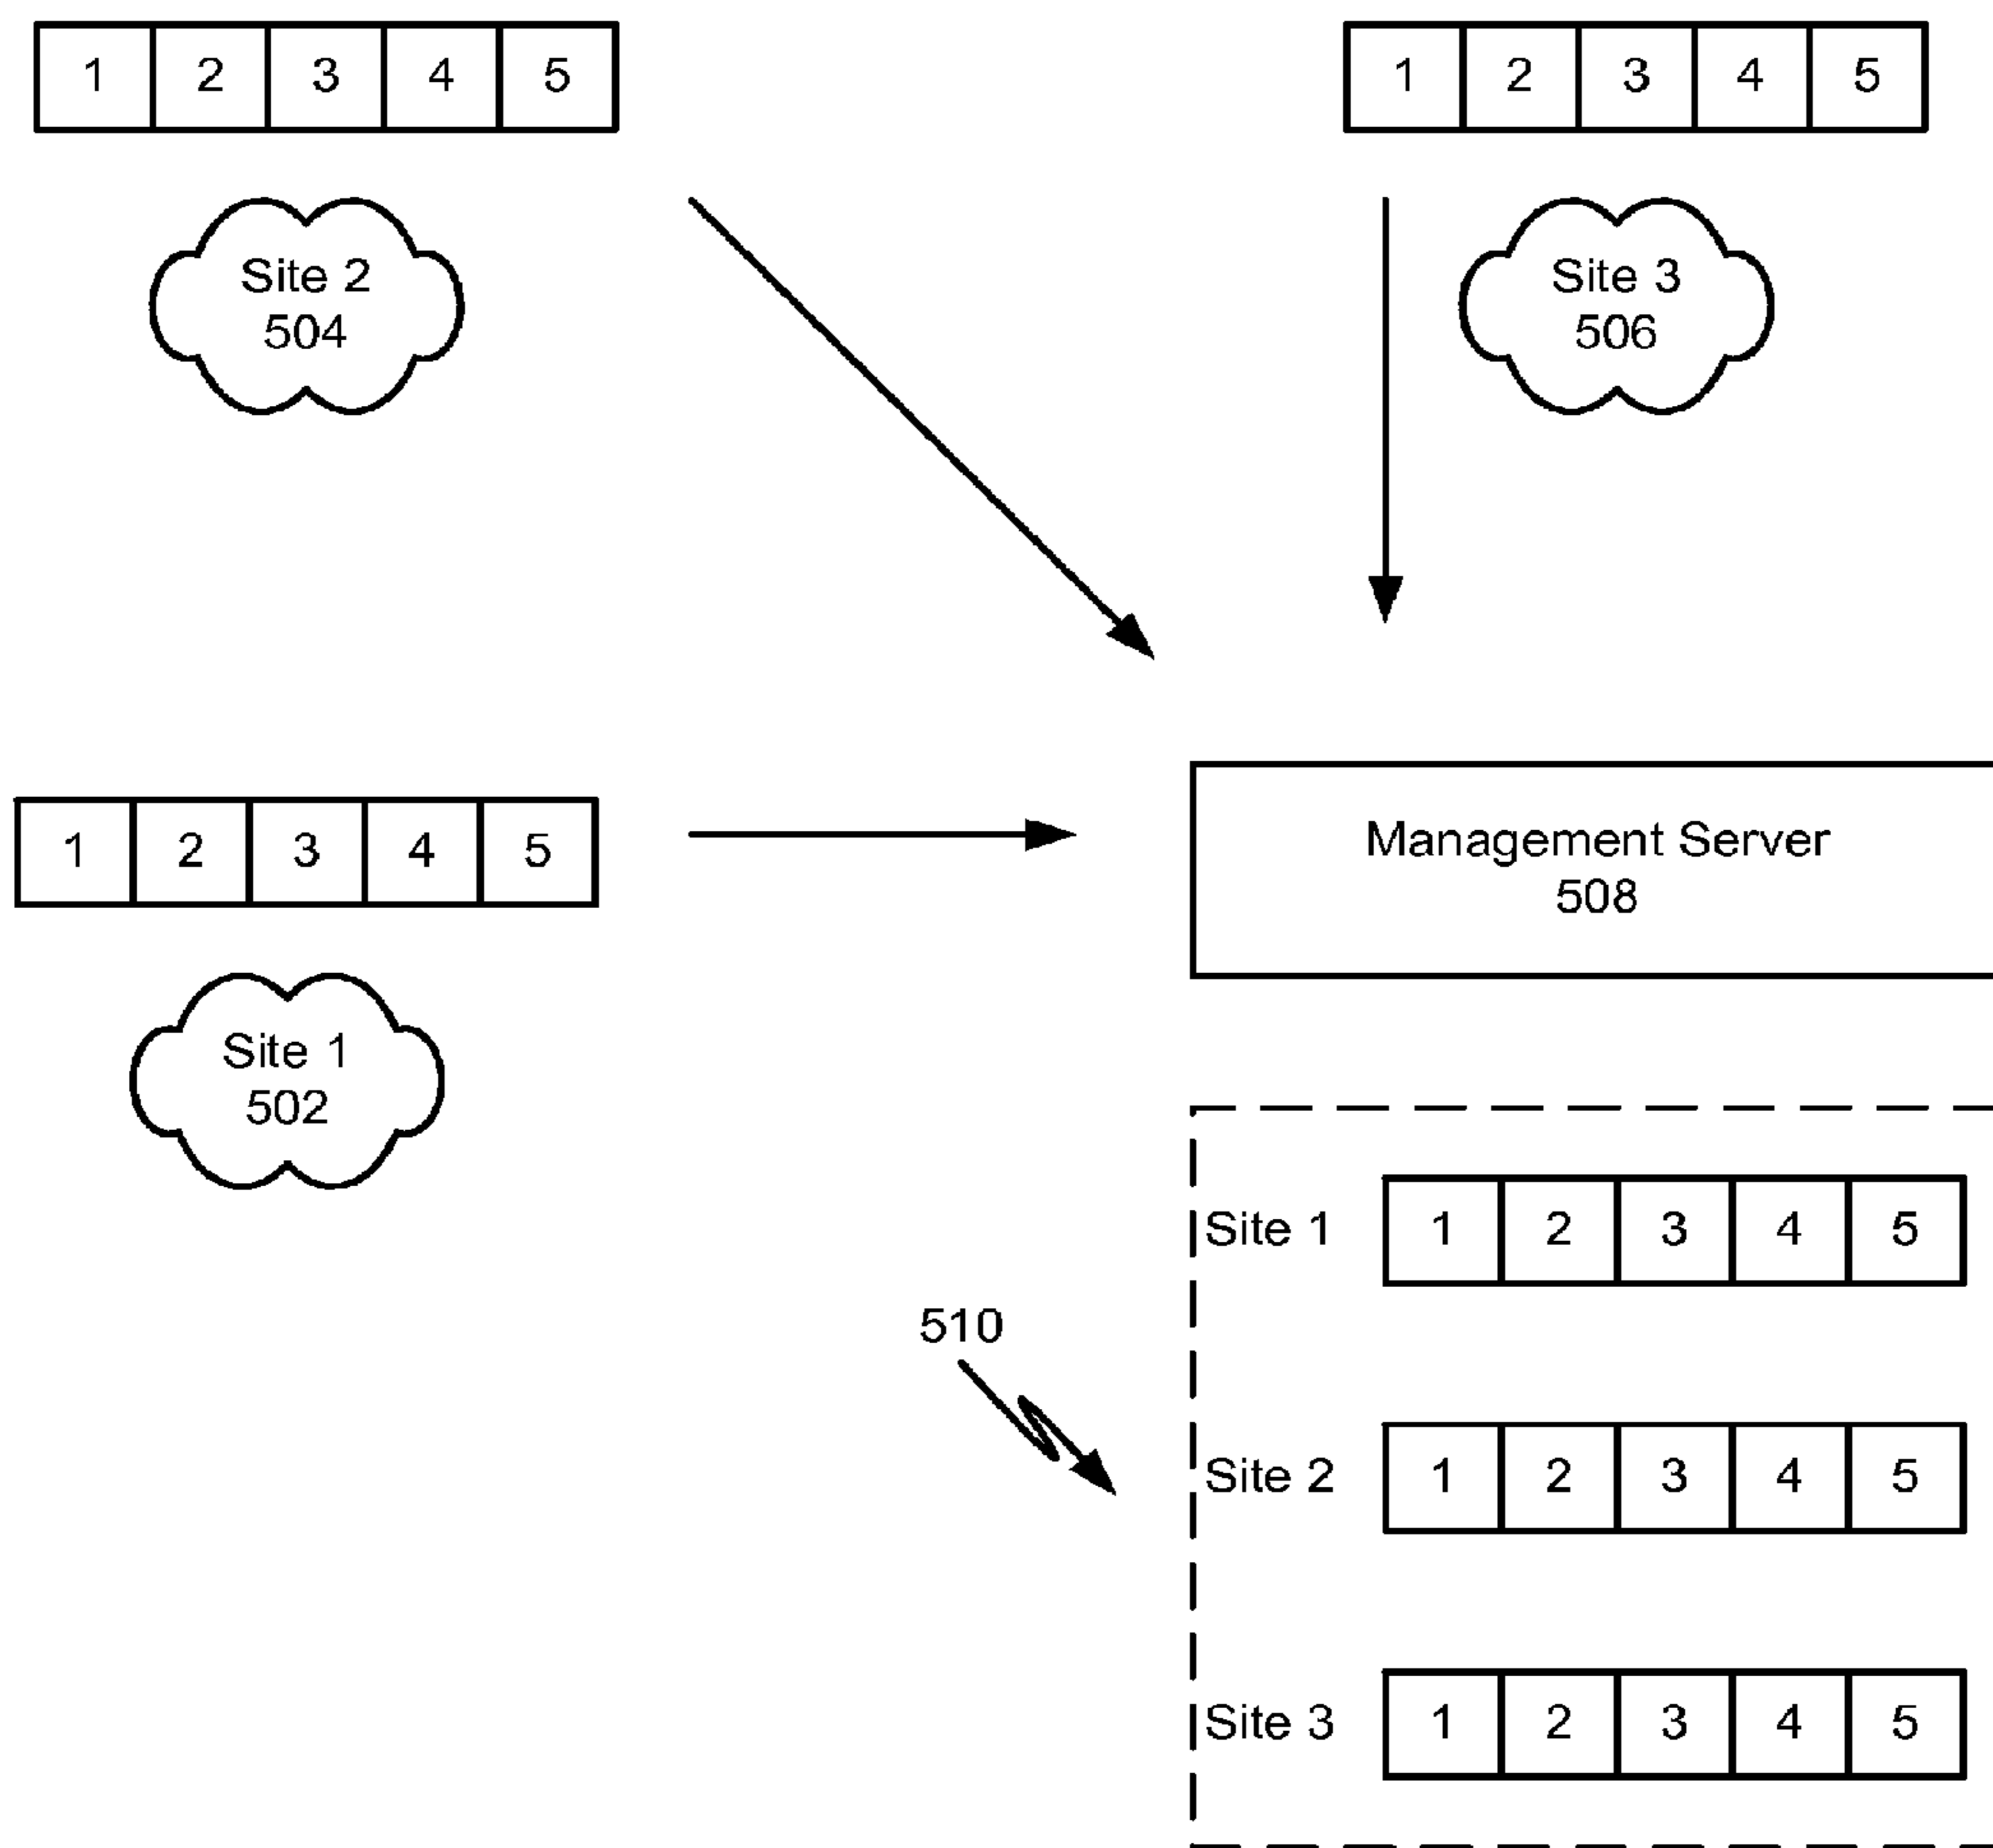 1 2 3 4 5
1 2 3 4 5
Site 2
504
Site 3
506
1 2 3 4 5
Management Server
508
Site 1
502
Site 1 1 2 3 4 5
510
Site 2 1 2 3 4 5
Site 3 1 2 3 4 5